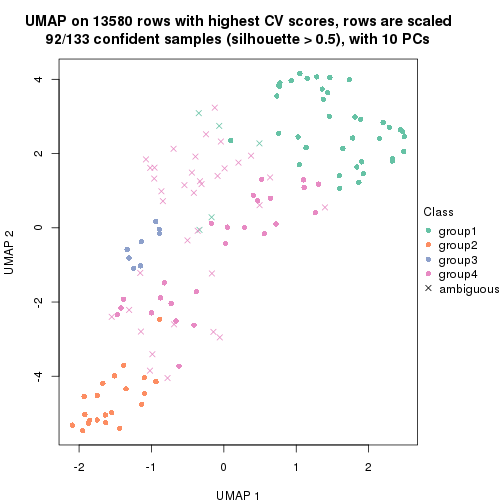 UMAP on 13580 rows with highest CV scores, rows are scaled
92/133 confident samples (silhouette > 0.5), with 10 PCs
4
2
0
-2
-4
UMAP 2
-2
-1
0
1
2
UMAP 1
Class
group1
group2
group3
group4
ambiguous